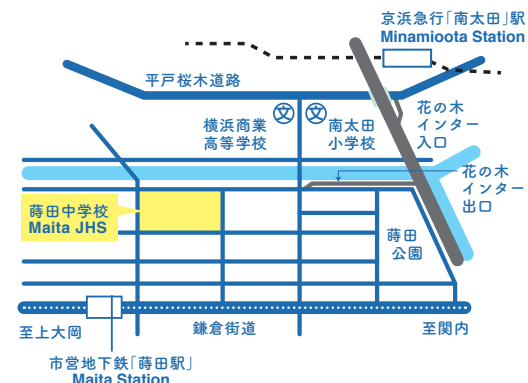 京浜急行「南太田」駅
Minamioota Station
平戸桜木道路
横浜商業
高等学校
文
文
南太田
小学校
花の木
インター
入口
花の木
インター
出口
蒔田中学校
Maita JHS
蒔田
公園
至上大岡
鎌倉街道
至関内
市営地下鉄「蒔田駅」
Maita Station